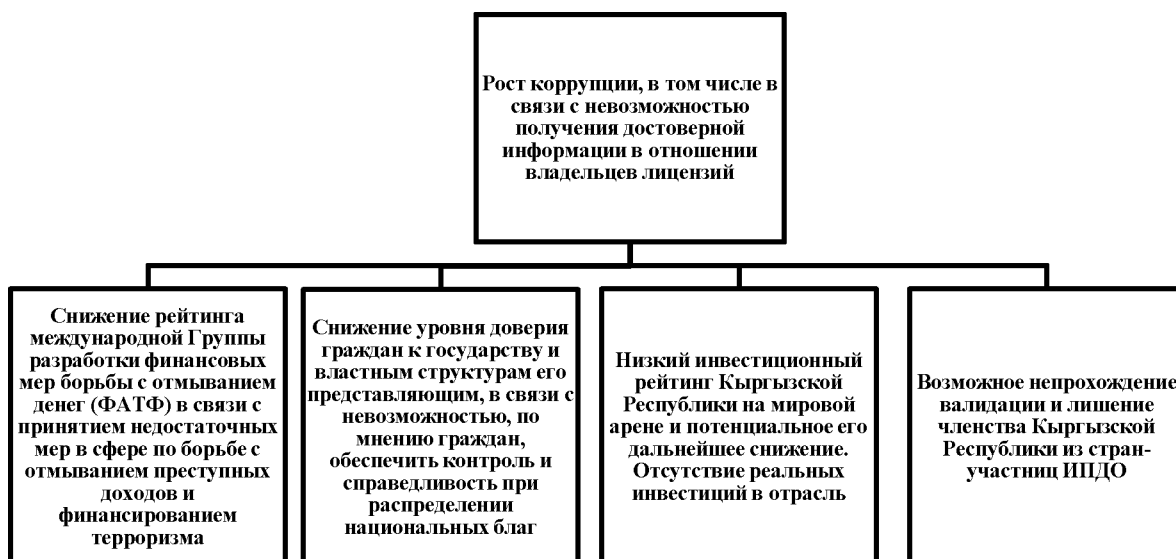 Рост коррупции, в том числе в
связи с невозможностью
получения достоверной
информации в отношении
владельцев лицензий
Снижение рейтинга
международной Группы
разработки финансовых
мер борьбы с отмыванием
денег (ФАТФ) в связи с
принятием недостаточных
мер в сфере по борьбе с
отмыванием преступных
доходов и
финансированием
терроризма
Снижение уровня доверия
граждан к государству и
властным структурам его
представляющим, в связи с
невозможностью, по
мнению граждан,
обеспечить контроль и
справедливость при
распределении
национальных благ
Низкий инвестиционный
рейтинг Кыргызской
Республики на мировой
арене и потенциальное его
дальнейшее снижение.
Отсутствие реальных
инвестиций в отрасль
Возможное непрохождение
валидации и лишение
членства Кыргызской
Республики из стран-
участниц ИПДО